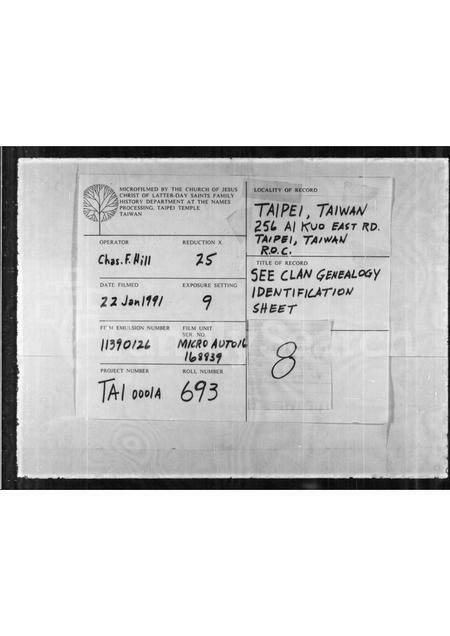 MICROFILMED BY THE CHURCH OF JESUS
CHRIST OF LATTER-DAY SAINTS FAMILY
HISTORY DEPARTMENT AT THE NAMES
PROCESSING, TAIPEI TEMPLE
TAIWAN
OPERATOR REDUCTION X
Chas. F. Hill 25
DATE FILMED EXPOSURE SETTING
22 Jan 1991 9
FILM EMULSION NUMBER FILM UNIT
SER. NO.
11390126 MICRO AUTO 16
168839
PROJECT NUMBER ROLL NUMBER
TAI 0001A 693
LOCALITY OF RECORD
TAIPEI, TAIWAN
256 AI KUO EAST RD.
TAIPEI, TAIWAN
R.O.C.
TITLE OF RECORD
SEE CLAN GENEALOGY
IDENTIFICATION
SHEET
8